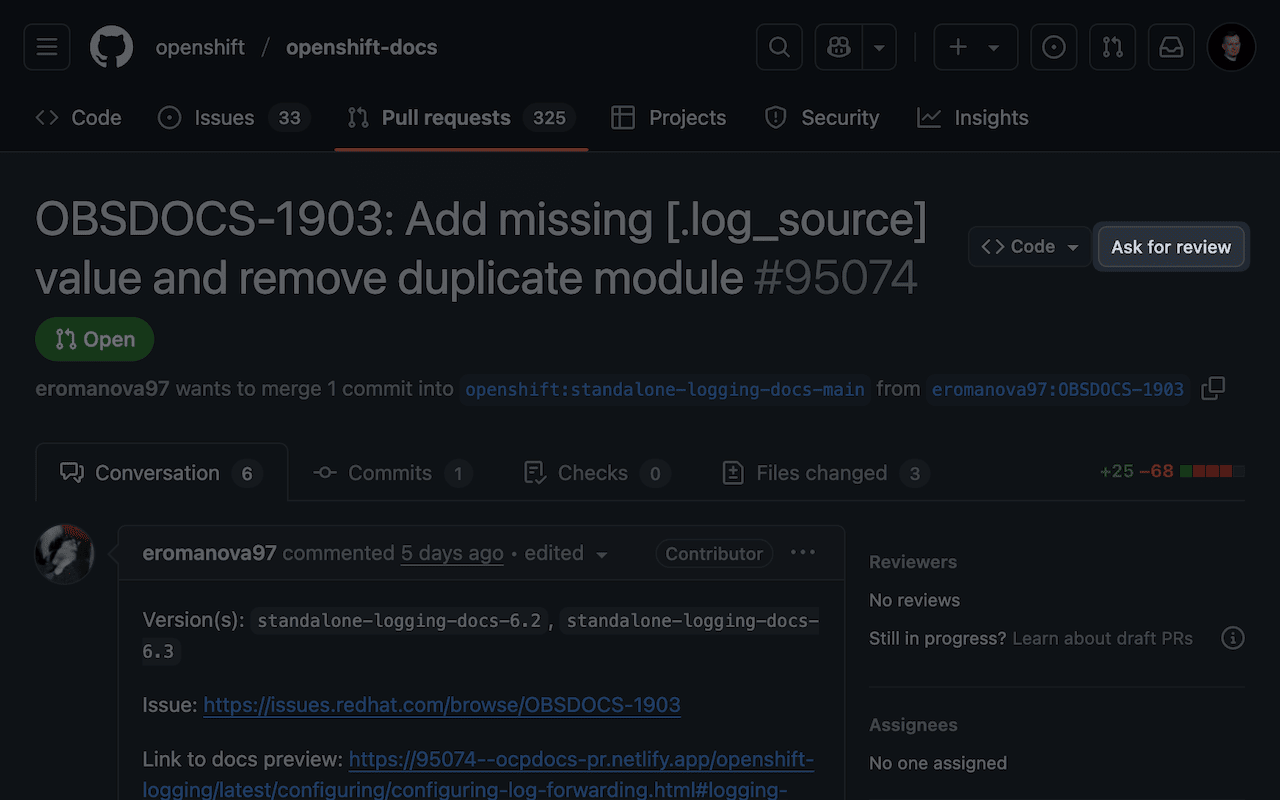 openshift / openshift-docs
Code Issues 33 Pull requests 325 Projects Security Insights
OBSDOCS-1903: Add missing [.log_source]
value and remove duplicate module #95074
Code Ask for review
Open
eromanova97 wants to merge 1 commit into openshift:standalone-logging-docs-main from eromanova97:OBSDOCS-1903
Conversation 6 Commits 1 Checks 0 Files changed 3 +25 −68
eromanova97 commented 5 days ago • edited Contributor
Version(s): standalone-logging-docs-6.2, standalone-logging-docs-
6.3
Issue: https://issues.redhat.com/browse/OBSDOCS-1903
Link to docs preview: https://95074--ocpdocs-pr.netlify.app/openshift-
logging/latest/configuring/configuring-log-forwarding.html#logging-
Reviewers
No reviews
Still in progress? Learn about draft PRs
Assignees
No one assigned